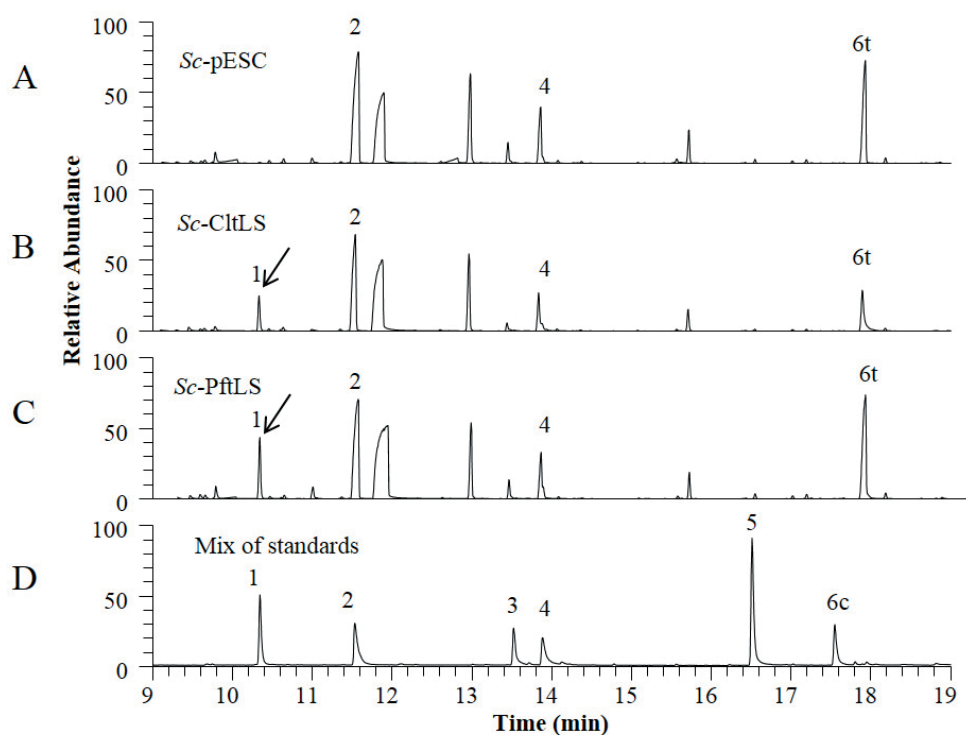 A
100
50
0
Sc-pESC
2
4
6t
B
100
50
0
Sc-CltLS
1
2
4
6t
C
100
50
0
Sc-PftLS
1
2
4
6t
D
100
50
0
Mix of standards
1
2
3
4
5
6c
Relative Abundance
9 10 11 12 13 14 15 16 17 18 19
Time (min)